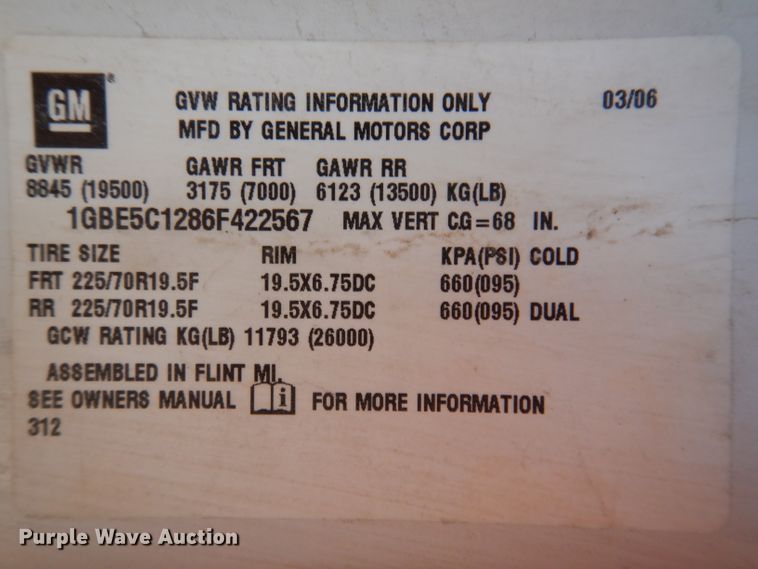 GM ®
GVW RATING INFORMATION ONLY 03/06
MFD BY GENERAL MOTORS CORP
GVWR GAWR FRT GAWR RR
8845 (19500) 3175 (7000) 6123 (13500) KG(LB)
1GBE5C1286F422567 MAX VERT CG=68 IN.
TIRE SIZE RIM KPA(PSI) COLD
FRT 225/70R19.5F 19.5X6.75DC 660(095)
RR 225/70R19.5F 19.5X6.75DC 660(095) DUAL
GCW RATING KG(LB) 11793 (26000)
ASSEMBLED IN FLINT MI.
SEE OWNERS MANUAL i FOR MORE INFORMATION
312
Purple Wave Auction